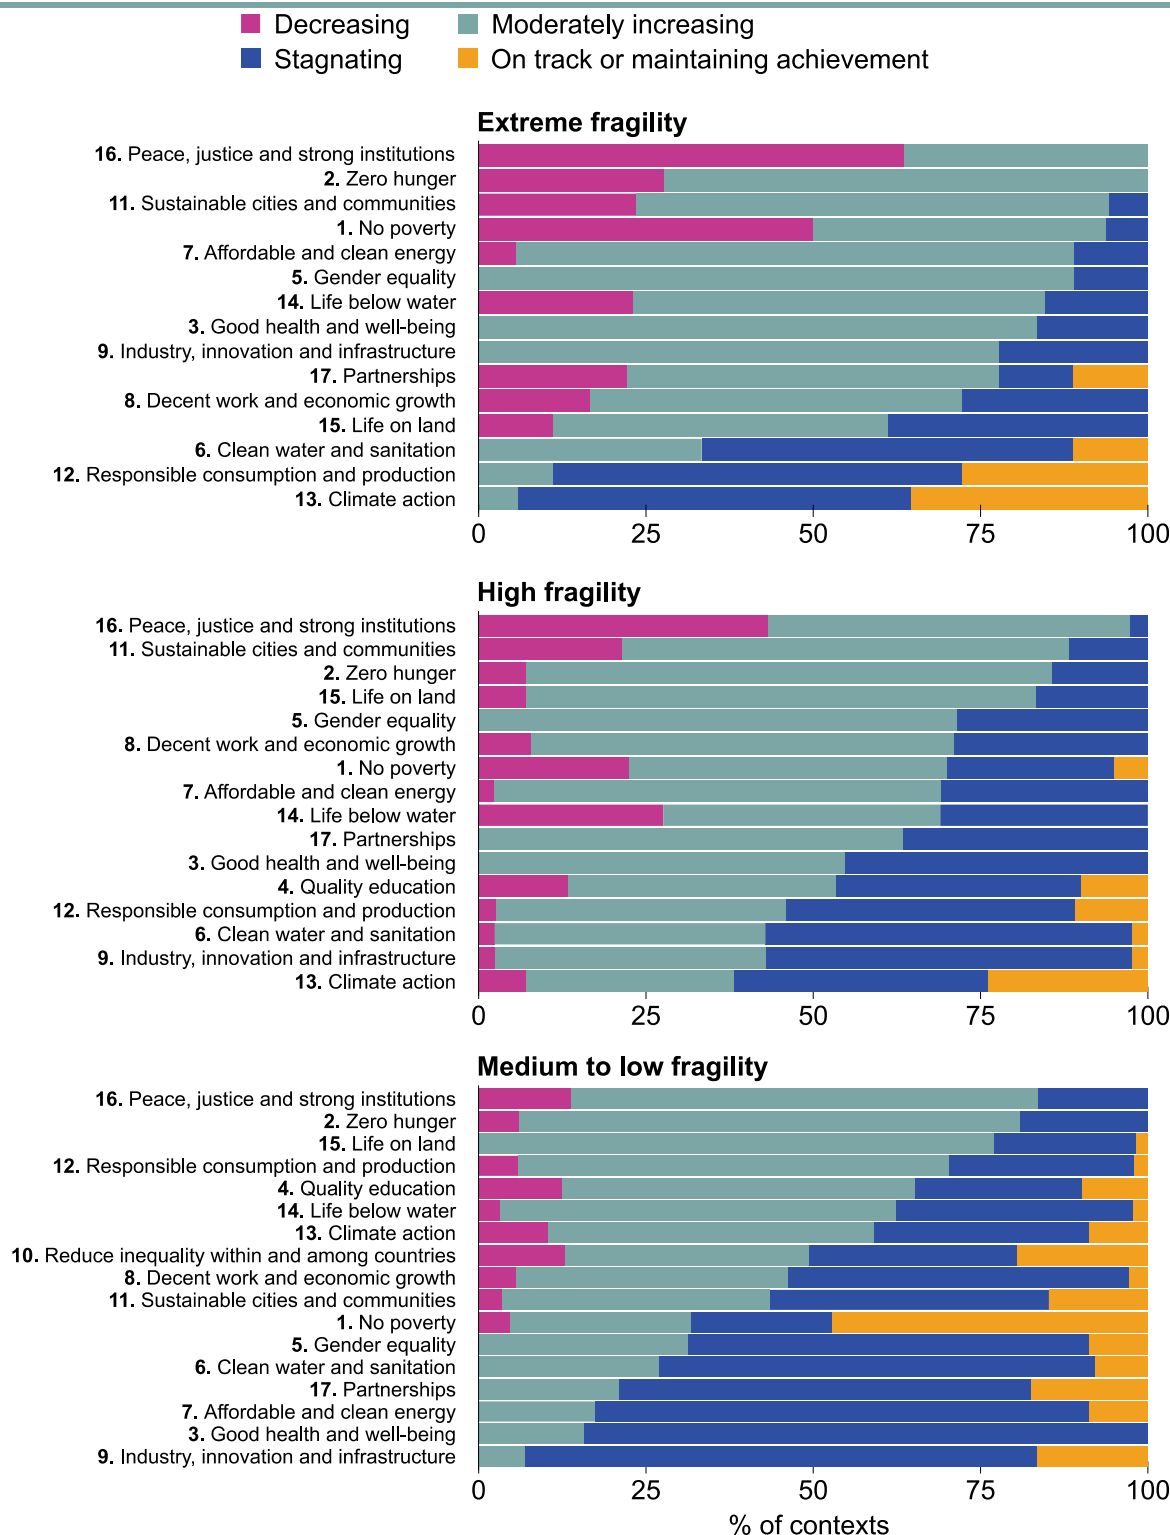 Decreasing
Moderately increasing
Stagnating
On track or maintaining achievement
Extreme fragility
16. Peace, justice and strong institutions
2. Zero hunger
11. Sustainable cities and communities
1. No poverty
7. Affordable and clean energy
5. Gender equality
14. Life below water
3. Good health and well-being
9. Industry, innovation and infrastructure
17. Partnerships
8. Decent work and economic growth
15. Life on land
6. Clean water and sanitation
12. Responsible consumption and production
13. Climate action
0 25 50 75 100
High fragility
16. Peace, justice and strong institutions
11. Sustainable cities and communities
2. Zero hunger
15. Life on land
5. Gender equality
8. Decent work and economic growth
1. No poverty
7. Affordable and clean energy
14. Life below water
17. Partnerships
3. Good health and well-being
4. Quality education
12. Responsible consumption and production
6. Clean water and sanitation
9. Industry, innovation and infrastructure
13. Climate action
0 25 50 75 100
Medium to low fragility
16. Peace, justice and strong institutions
2. Zero hunger
15. Life on land
12. Responsible consumption and production
4. Quality education
14. Life below water
13. Climate action
10. Reduce inequality within and among countries
8. Decent work and economic growth
11. Sustainable cities and communities
1. No poverty
5. Gender equality
6. Clean water and sanitation
17. Partnerships
7. Affordable and clean energy
3. Good health and well-being
9. Industry, innovation and infrastructure
0 25 50 75 100
% of contexts